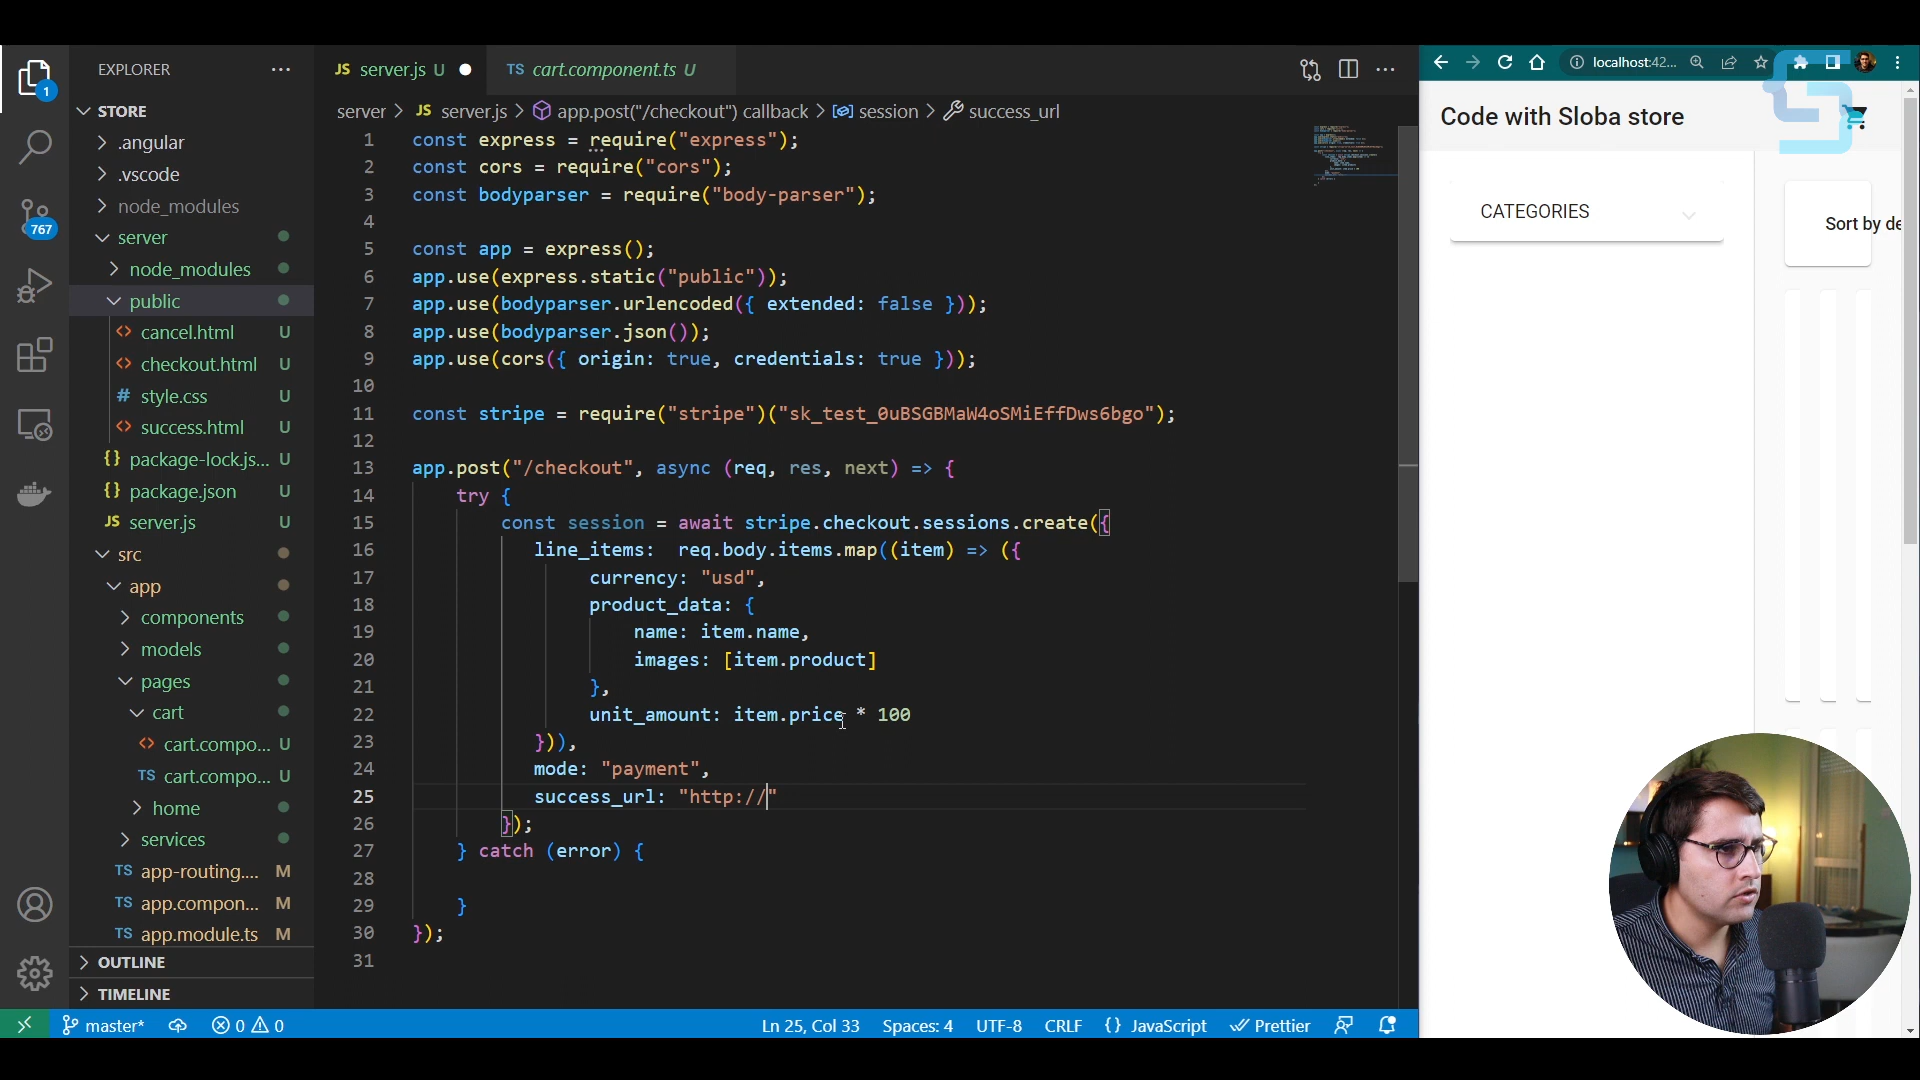 EXPLORER
STORE
.angular
.vscode
node_modules
server
node_modules
public
cancel.html U
checkout.html U
style.css U
success.html U
package-lock.js... U
package.json U
server.js U
src
app
components
models
pages
cart
cart.compo... U
cart.compo... U
home
services
app-routing.... M
app.compon... M
app.module.ts M
OUTLINE
TIMELINE
1
767
JS server.js U
TS cart.component.ts U
server > JS server.js > app.post("/checkout") callback > session > success_url
1 const express = require("express");
2 const cors = require("cors");
3 const bodyparser = require("body-parser");
4
5 const app = express();
6 app.use(express.static("public"));
7 app.use(bodyparser.urlencoded({ extended: false }));
8 app.use(bodyparser.json());
9 app.use(cors({ origin: true, credentials: true }));
10
11 const stripe = require("stripe")("sk_test_0uBSGBMaW4oSMiEffDws6bgo");
12
13 app.post("/checkout", async (req, res, next) => {
14 try {
15 const session = await stripe.checkout.sessions.create({
16 line_items:  req.body.items.map((item) => ({
17 currency: "usd",
18 product_data: {
19 name: item.name,
20 images: [item.product]
21 },
22 unit_amount: item.price * 100
23 })),
24 mode: "payment",
25 success_url: "http://"
26 });
27 } catch (error) {
28
29 }
30 });
31
master* 0 0 Ln 25, Col 33 Spaces: 4 UTF-8 CRLF {} JavaScript Prettier
localhost:42...
Code with Sloba store
CATEGORIES
Sort by de